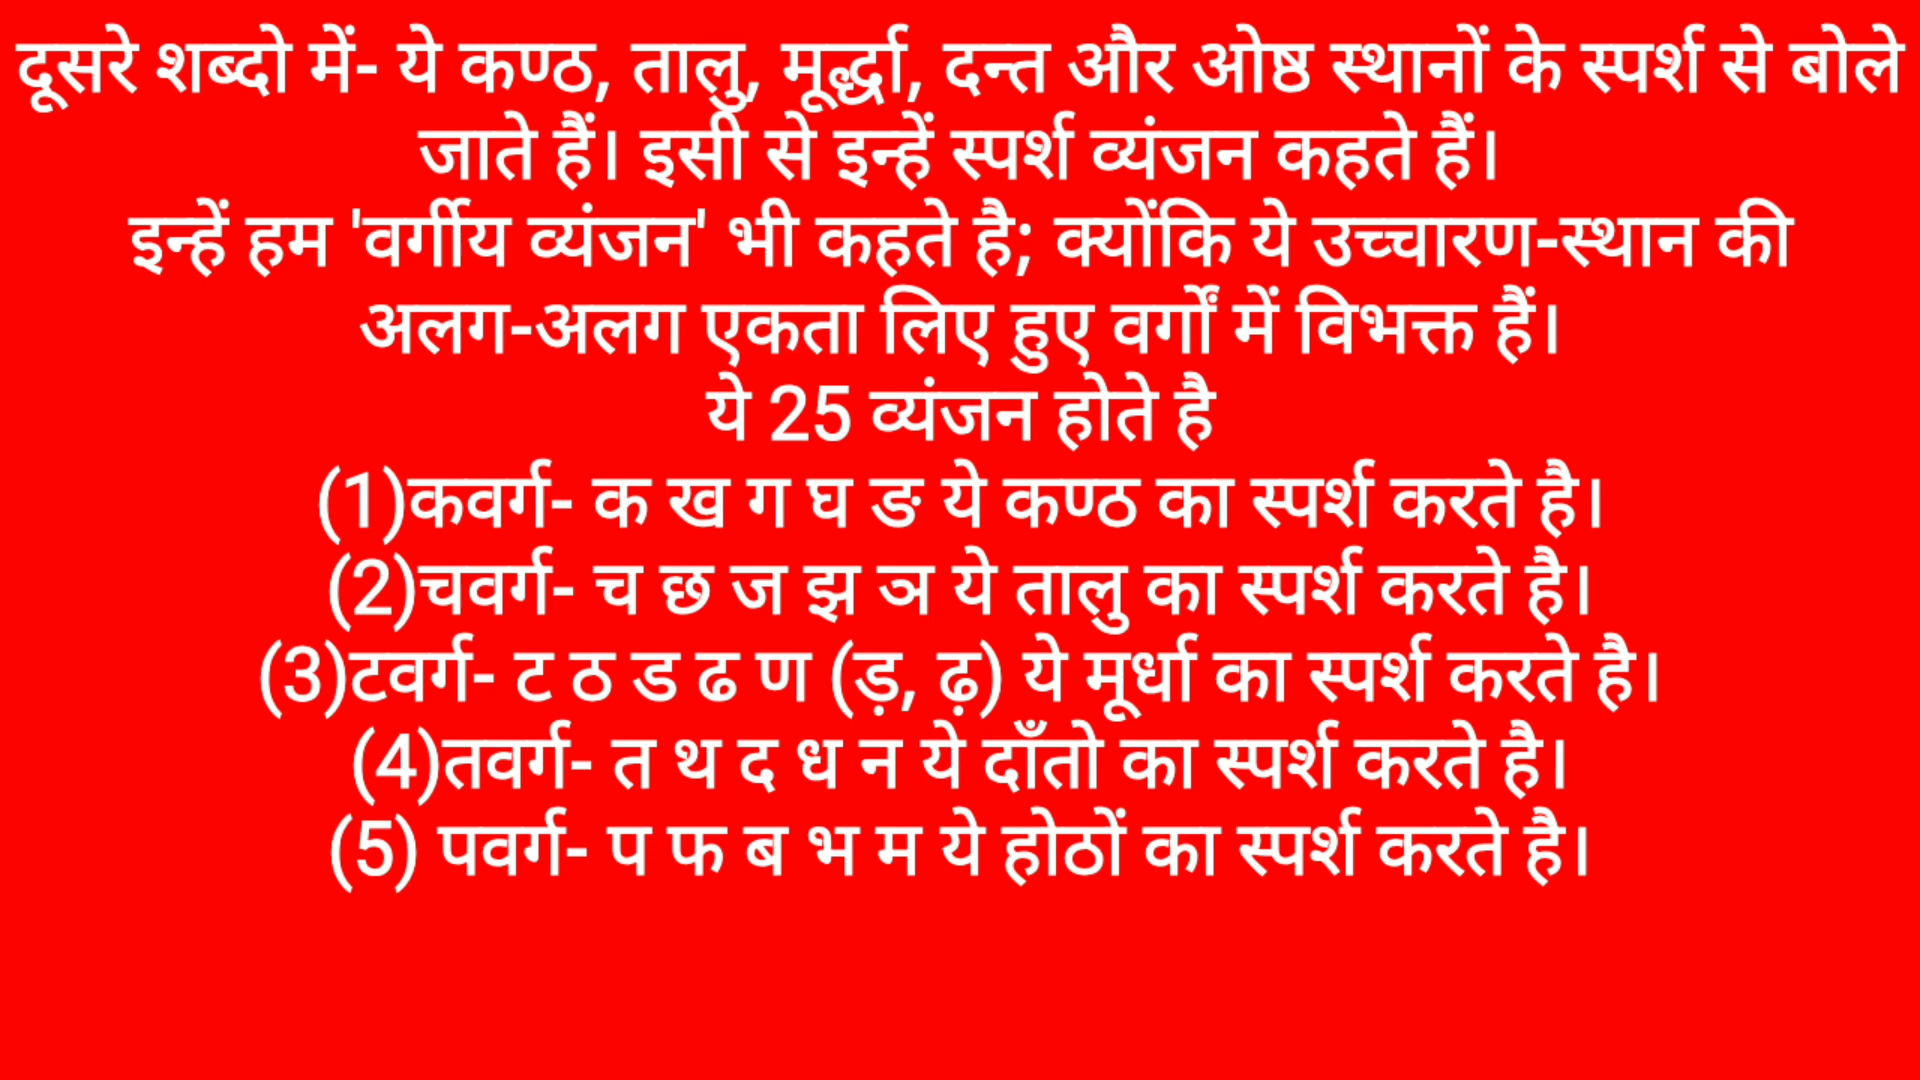 दूसरे शब्दो में- ये कण्ठ, तालु, मूर्द्धा, दन्त और ओष्ठ स्थानों के स्पर्श से बोले
जाते हैं। इसी से इन्हें स्पर्श व्यंजन कहते हैं।
इन्हें हम 'वर्गीय व्यंजन' भी कहते है; क्योंकि ये उच्चारण-स्थान की
अलग-अलग एकता लिए हुए वर्गों में विभक्त हैं।
ये 25 व्यंजन होते है
(1)कवर्ग- क ख ग घ ङ ये कण्ठ का स्पर्श करते है।
(2)चवर्ग- च छ ज झ ञ ये तालु का स्पर्श करते है।
(3)टवर्ग- ट ठ ड ढ ण (ड़, ढ़) ये मूर्धा का स्पर्श करते है।
(4)तवर्ग- त थ द ध न ये दाँतो का स्पर्श करते है।
(5) पवर्ग- प फ ब भ म ये होठों का स्पर्श करते है।